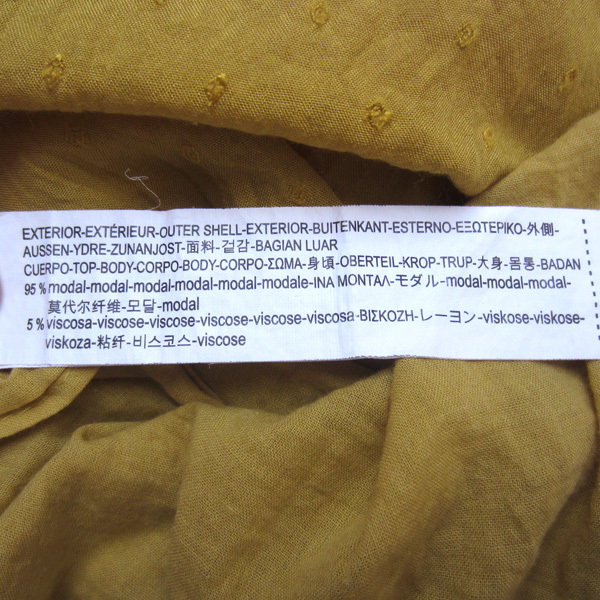 EXTERIOR-EXTÉRIEUR-OUTER SHELL-EXTERIOR-BUITENKANT-ESTERNO-ΕΞΩΤΕΡΙΚΟ-外側-
AUSSEN-YDRE-ZUNANJOST-面料-겉감-BAGIAN LUAR
CUERPO-TOP-BODY-CORPO-BODY-CORPO-ΣΩΜΑ-身頃-OBERTEIL-KROP-TRUP-大身-몸통-BADAN
95 % modal-modal-modal-modal-modal-modale-ΙΝΑ ΜΟΝΤΑΛ-モダル-modal-modal-modal-
莫代尔纤维-모달-modal
5 % viscosa-viscose-viscose-viscose-viscose-viscosa-ΒΙΣΚΟΖΗ-レーヨン-viskose-viskose-
viskoza-粘纤-비스코스-viscose